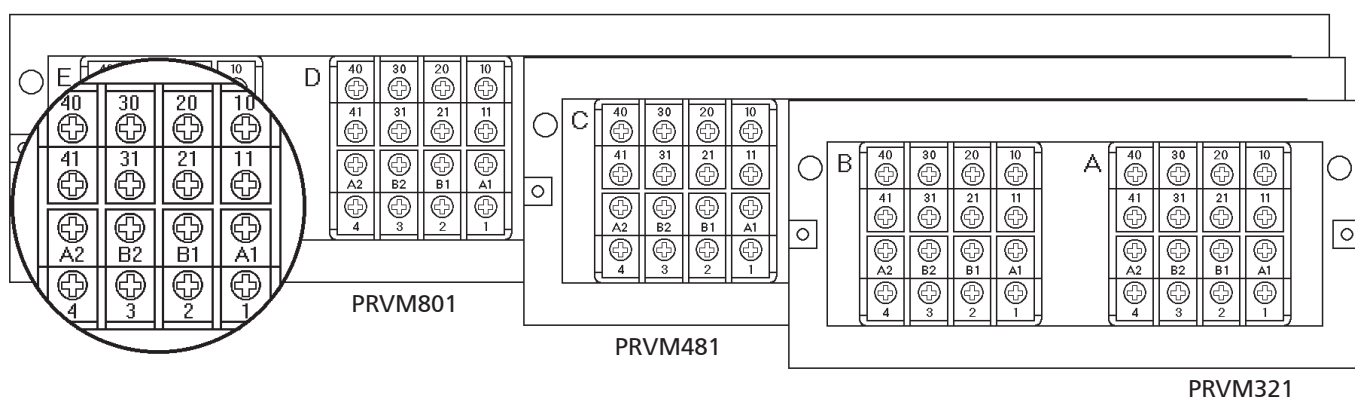 E
40 10
40 30 20 10
41 31 21 11
A2 B2 B1 A1
4 3 2 1
D
40 30 20 10
41 31 21 11
A2 B2 B1 A1
4 3 2 1
PRVM801
C
40 30 20 10
41 31 21 11
A2 B2 B1 A1
4 3 2 1
PRVM481
B
40 30 20 10
41 31 21 11
A2 B2 B1 A1
4 3 2 1
A
40 30 20 10
41 31 21 11
A2 B2 B1 A1
4 3 2 1
PRVM321